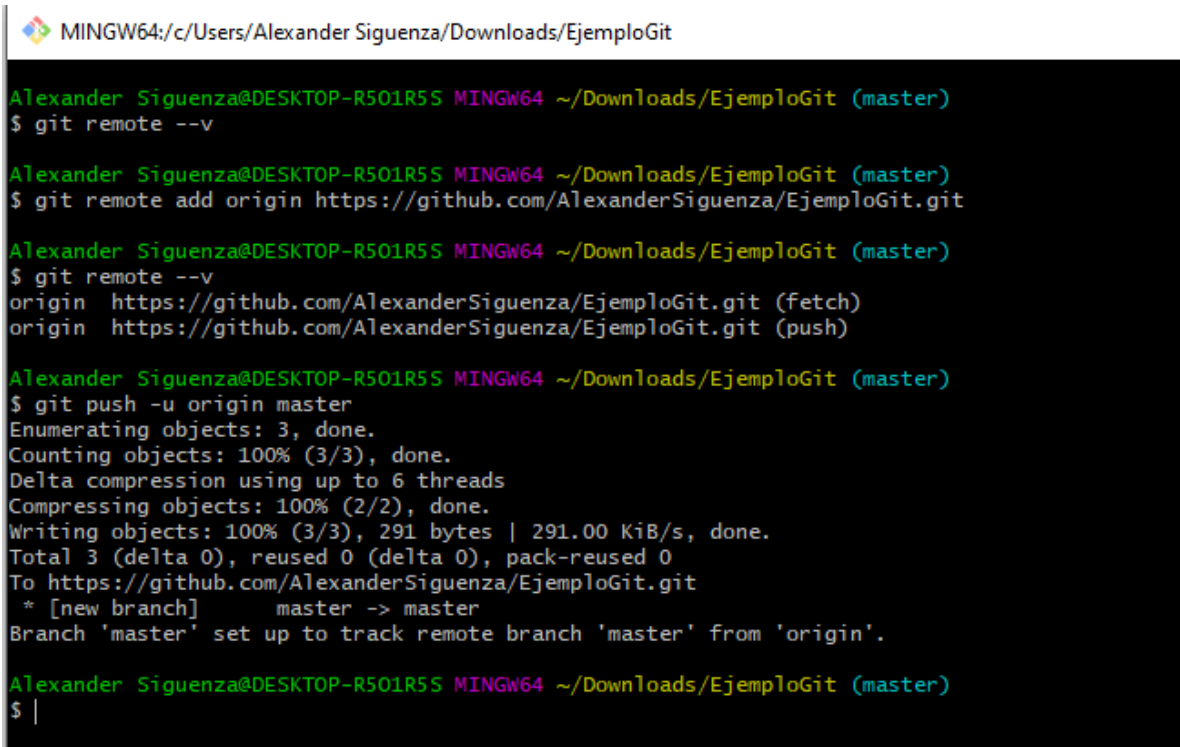 MINGW64:/c/Users/Alexander Siguenza/Downloads/EjemploGit
Alexander Siguenza@DESKTOP-R5O1R5S MINGW64 ~/Downloads/EjemploGit (master)
$ git remote --v
Alexander Siguenza@DESKTOP-R5O1R5S MINGW64 ~/Downloads/EjemploGit (master)
$ git remote add origin https://github.com/AlexanderSiguenza/EjemploGit.git
Alexander Siguenza@DESKTOP-R5O1R5S MINGW64 ~/Downloads/EjemploGit (master)
$ git remote --v
origin  https://github.com/AlexanderSiguenza/EjemploGit.git (fetch)
origin  https://github.com/AlexanderSiguenza/EjemploGit.git (push)
Alexander Siguenza@DESKTOP-R5O1R5S MINGW64 ~/Downloads/EjemploGit (master)
$ git push -u origin master
Enumerating objects: 3, done.
Counting objects: 100% (3/3), done.
Delta compression using up to 6 threads
Compressing objects: 100% (2/2), done.
Writing objects: 100% (3/3), 291 bytes | 291.00 KiB/s, done.
Total 3 (delta 0), reused 0 (delta 0), pack-reused 0
To https://github.com/AlexanderSiguenza/EjemploGit.git
 * [new branch]      master -> master
Branch 'master' set up to track remote branch 'master' from 'origin'.
Alexander Siguenza@DESKTOP-R5O1R5S MINGW64 ~/Downloads/EjemploGit (master)
$